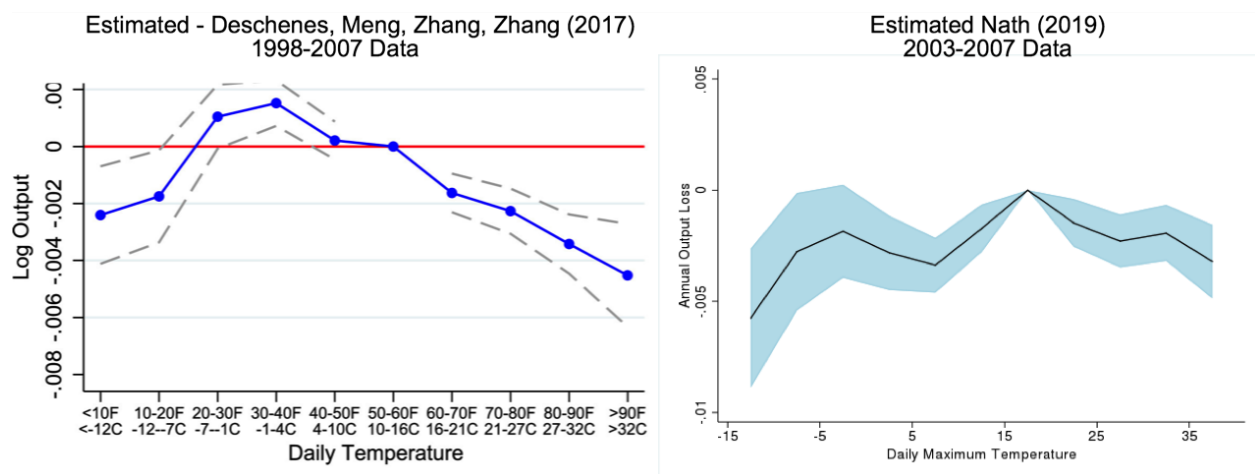 Estimated - Deschenes, Meng, Zhang, Zhang (2017)
1998-2007 Data
.00
0
-.002
-.004
-.006
-.008
Log Output
<10F 10-20F 20-30F 30-40F 40-50F 50-60F 60-70F 70-80F 80-90F >90F
<-12C -12--7C -7--1C -1-4C 4-10C 10-16C 16-21C 21-27C 27-32C >32C
Daily Temperature
Estimated Nath (2019)
2003-2007 Data
.005
0
-.005
-.01
Annual Output Loss
-15 -5 5 15 25 35
Daily Maximum Temperature